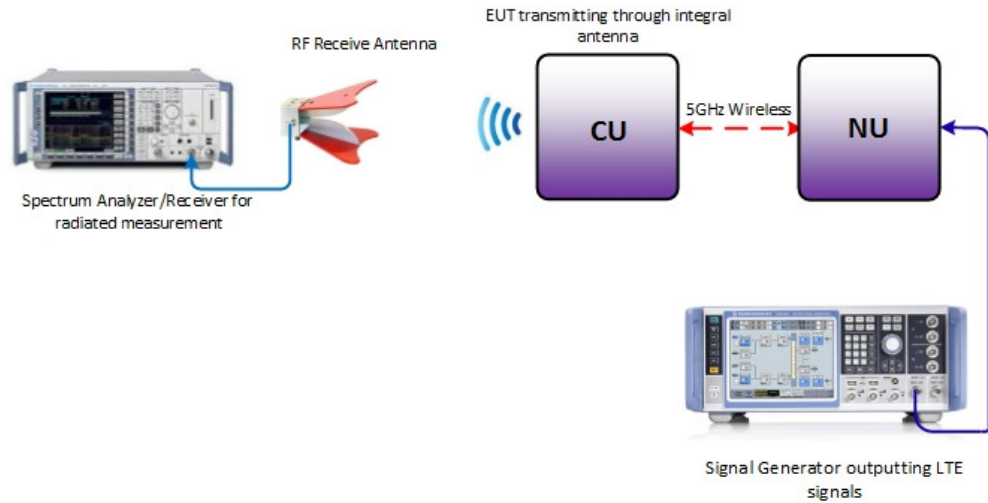 EUT transmitting through integral
antenna
RF Receive Antenna
5GHz Wireless
CU
NU
Spectrum Analyzer/Receiver for
radiated measurement
Signal Generator outputting LTE
signals